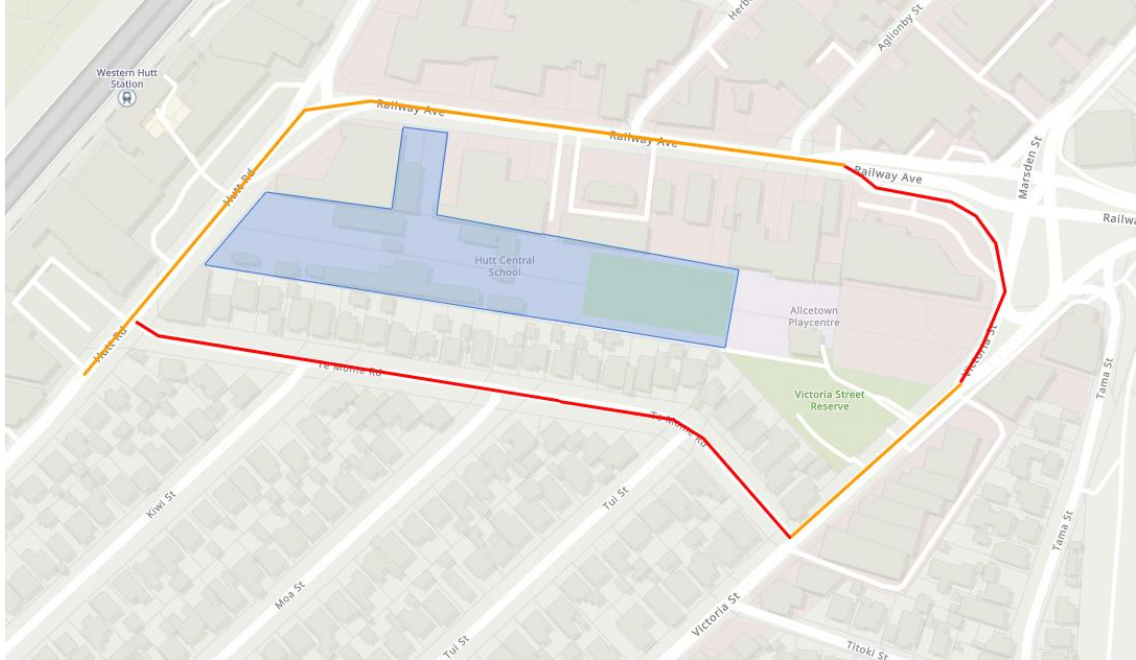 Herb
Aglionby St
Western Hutt
Station
Railway Ave
Railway Ave
Railway Ave
Marsden St
Hutt Rd
Railwa
Hutt Central
School
Alicetown
Playcentre
Hutt Rd
Te Mome Rd
Victoria St
Tama St
Victoria Street
Reserve
Te Mome Rd
Kiwi St
Tui St
Tama St
Moa St
Victoria St
Tui St
Titoki St